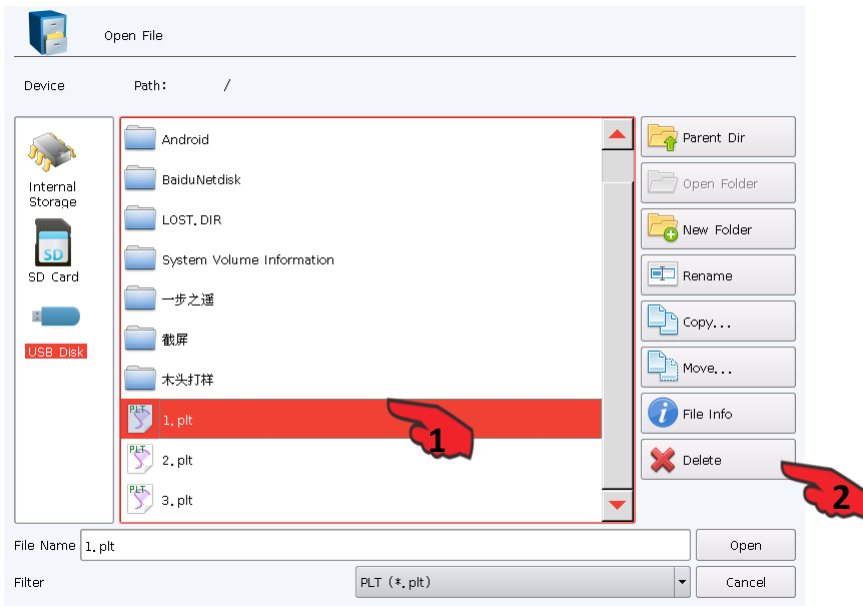 Open File
Device Path: /
Internal
Storage
SD
SD Card
USB Disk
Android
BaiduNetdisk
LOST.DIR
System Volume Information
一步之遥
截屏
木头打样
PLT
1.plt
PLT
2.plt
PLT
3.plt
1
Parent Dir
Open Folder
New Folder
Rename
Copy...
Move...
File Info
Delete
2
File Name 1.plt Open
Filter PLT (*.plt) Cancel